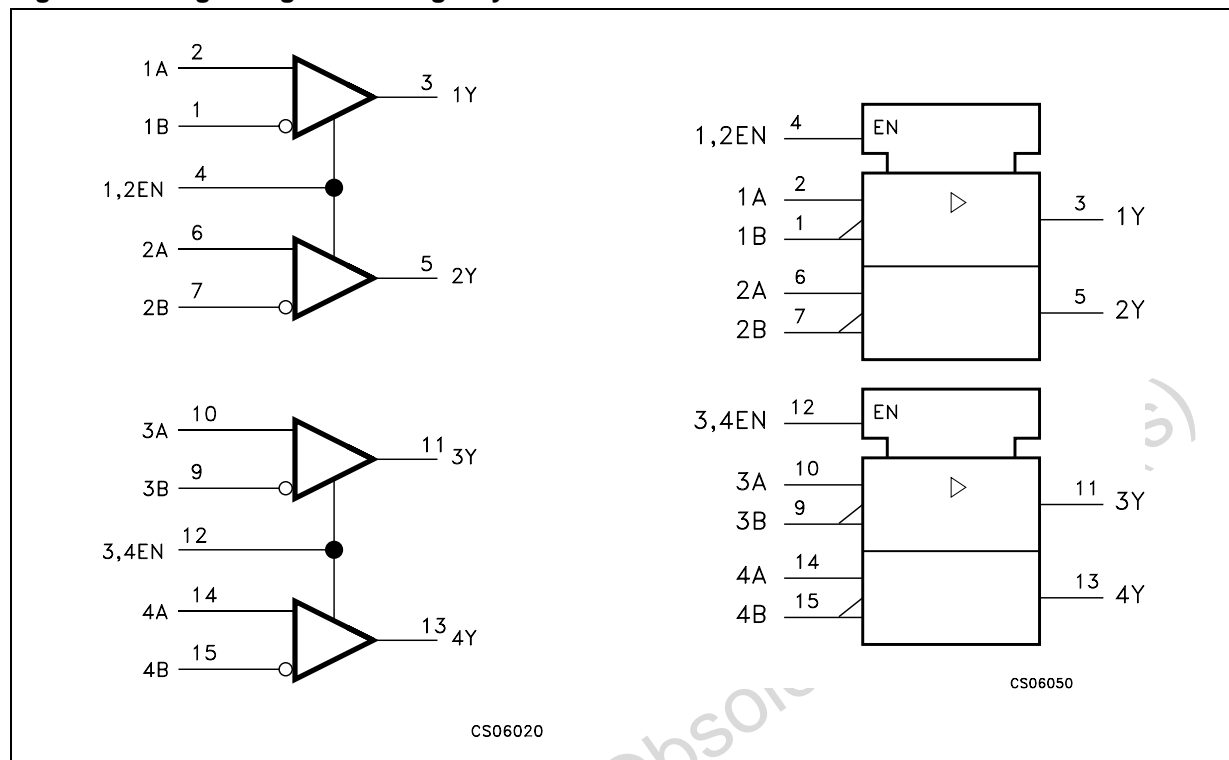 1A 2
3 1Y
1B 1
1,2EN 4
2A 6
5 2Y
2B 7
3A 10
11 3Y
3B 9
3,4EN 12
4A 14
13 4Y
4B 15
CS06020
1,2EN 4 EN
1A 2
3 1Y
1B 1
2A 6
5 2Y
2B 7
3,4EN 12 EN
3A 10
11 3Y
3B 9
4A 14
13 4Y
4B 15
CS06050